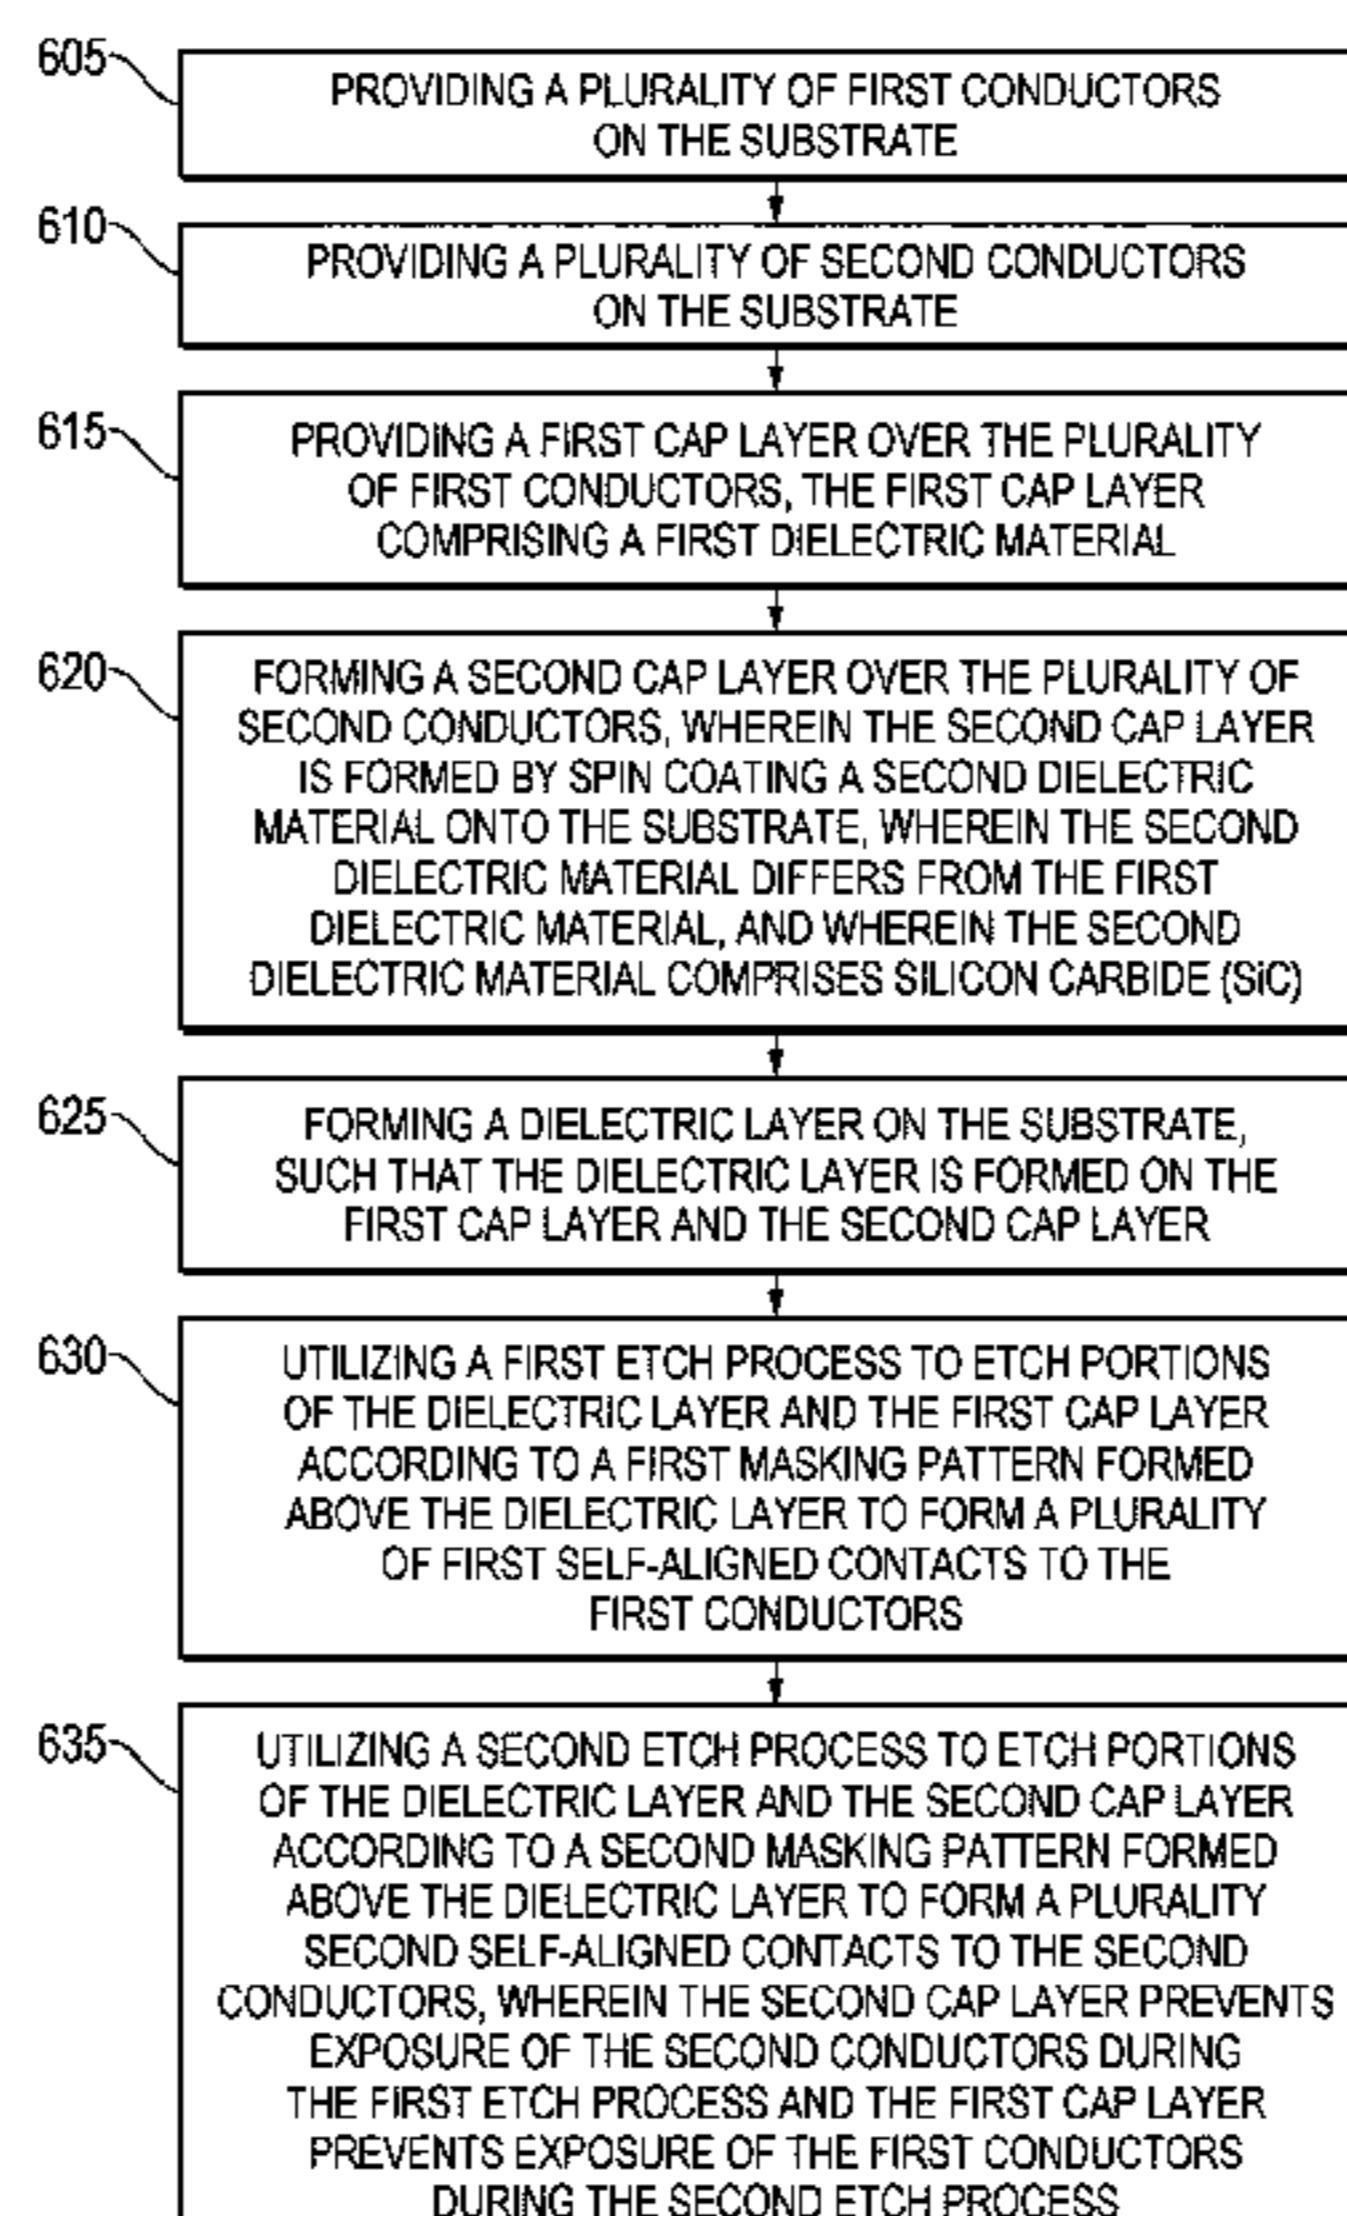 605
PROVIDING A PLURALITY OF FIRST CONDUCTORS
ON THE SUBSTRATE
610
PROVIDING A PLURALITY OF SECOND CONDUCTORS
ON THE SUBSTRATE
615
PROVIDING A FIRST CAP LAYER OVER THE PLURALITY
OF FIRST CONDUCTORS, THE FIRST CAP LAYER
COMPRISING A FIRST DIELECTRIC MATERIAL
620
FORMING A SECOND CAP LAYER OVER THE PLURALITY OF
SECOND CONDUCTORS, WHEREIN THE SECOND CAP LAYER
IS FORMED BY SPIN COATING A SECOND DIELECTRIC
MATERIAL ONTO THE SUBSTRATE, WHEREIN THE SECOND
DIELECTRIC MATERIAL DIFFERS FROM THE FIRST
DIELECTRIC MATERIAL, AND WHEREIN THE SECOND
DIELECTRIC MATERIAL COMPRISES SILICON CARBIDE (SiC)
625
FORMING A DIELECTRIC LAYER ON THE SUBSTRATE,
SUCH THAT THE DIELECTRIC LAYER IS FORMED ON THE
FIRST CAP LAYER AND THE SECOND CAP LAYER
630
UTILIZING A FIRST ETCH PROCESS TO ETCH PORTIONS
OF THE DIELECTRIC LAYER AND THE FIRST CAP LAYER
ACCORDING TO A FIRST MASKING PATTERN FORMED
ABOVE THE DIELECTRIC LAYER TO FORM A PLURALITY
OF FIRST SELF-ALIGNED CONTACTS TO THE
FIRST CONDUCTORS
635
UTILIZING A SECOND ETCH PROCESS TO ETCH PORTIONS
OF THE DIELECTRIC LAYER AND THE SECOND CAP LAYER
ACCORDING TO A SECOND MASKING PATTERN FORMED
ABOVE THE DIELECTRIC LAYER TO FORM A PLURALITY
SECOND SELF-ALIGNED CONTACTS TO THE SECOND
CONDUCTORS, WHEREIN THE SECOND CAP LAYER PREVENTS
EXPOSURE OF THE SECOND CONDUCTORS DURING
THE FIRST ETCH PROCESS AND THE FIRST CAP LAYER
PREVENTS EXPOSURE OF THE FIRST CONDUCTORS
DURING THE SECOND ETCH PROCESS